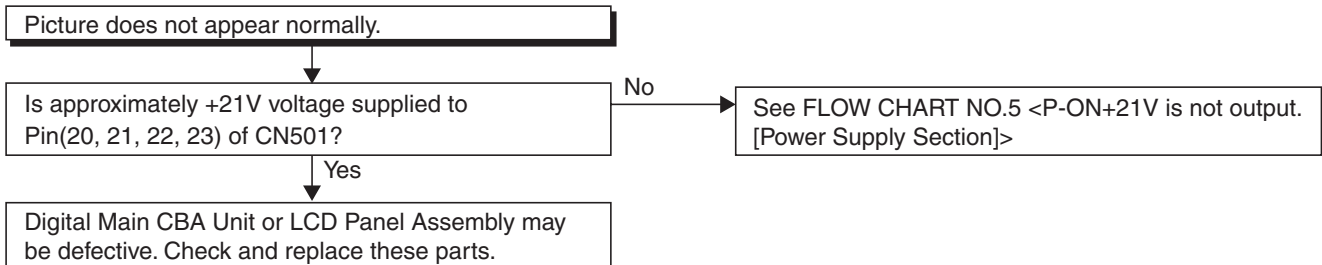 Picture does not appear normally.
Is approximately +21V voltage supplied to
Pin(20, 21, 22, 23) of CN501?
No
See FLOW CHART NO.5 <P-ON+21V is not output.
[Power Supply Section]>
Yes
Digital Main CBA Unit or LCD Panel Assembly may
be defective. Check and replace these parts.